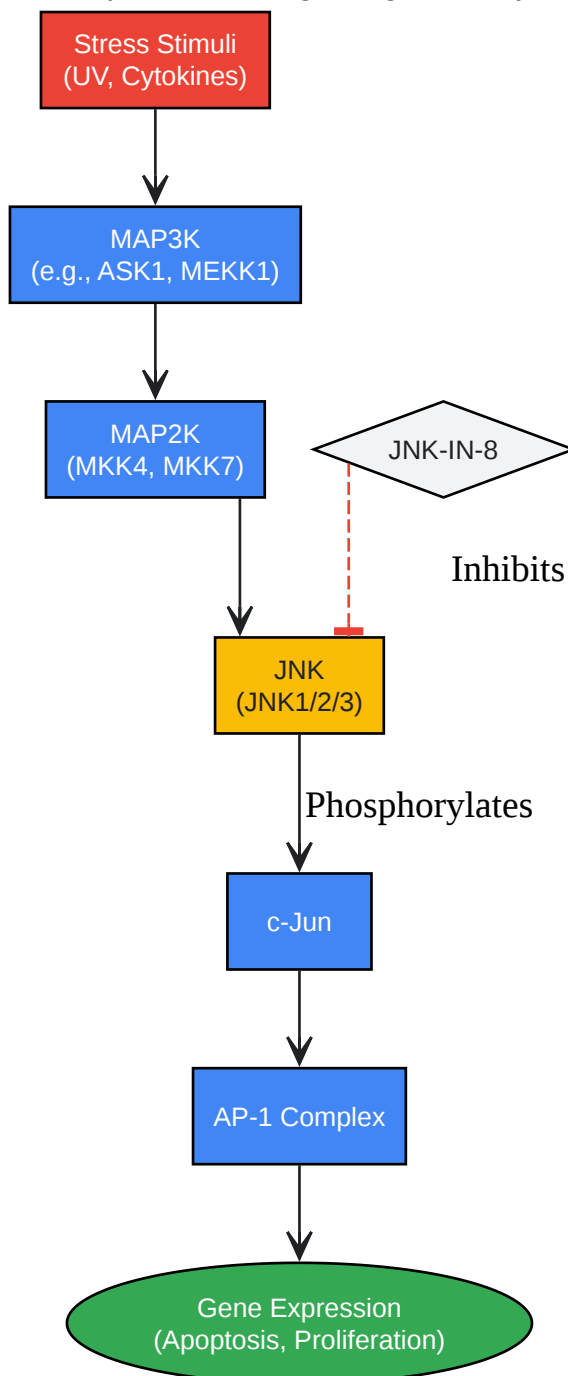 Stress Stimuli
(UV, Cytokines)
MAP3K
(e.g., ASK1, MEKK1)
MAP2K
(MKK4, MKK7)
JNK-IN-8
Inhibits
JNK
(JNK1/2/3)
Phosphorylates
c-Jun
AP-1 Complex
Gene Expression
(Apoptosis, Proliferation)